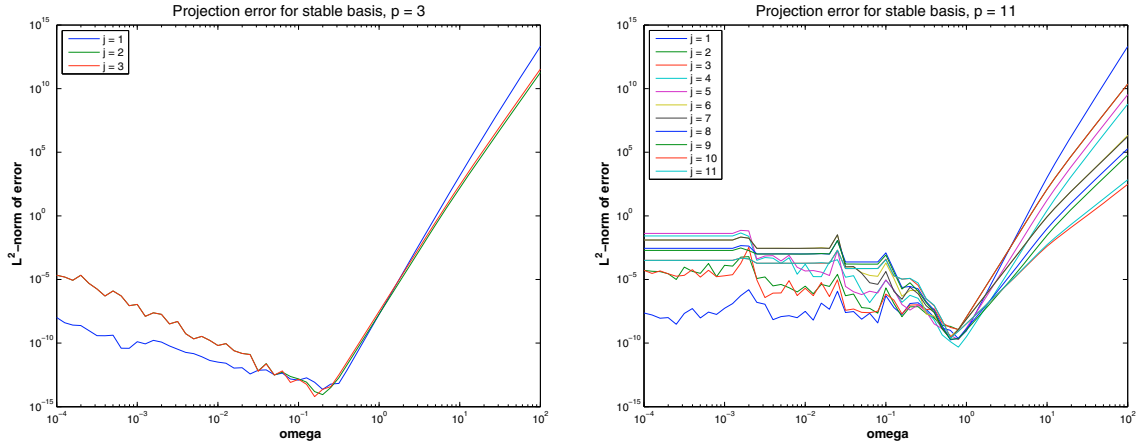 Projection error for stable basis, p = 3
10^15
10^10
10^5
10^0
10^−5
10^−10
10^−15
L^2−norm of error
j = 1
j = 2
j = 3
10^−4
10^−3
10^−2
10^−1
10^0
10^1
10^2
omega
Projection error for stable basis, p = 11
10^15
10^10
10^5
10^0
10^−5
10^−10
10^−15
L^2−norm of error
j = 1
j = 2
j = 3
j = 4
j = 5
j = 6
j = 7
j = 8
j = 9
j = 10
j = 11
10^−4
10^−3
10^−2
10^−1
10^0
10^1
10^2
omega